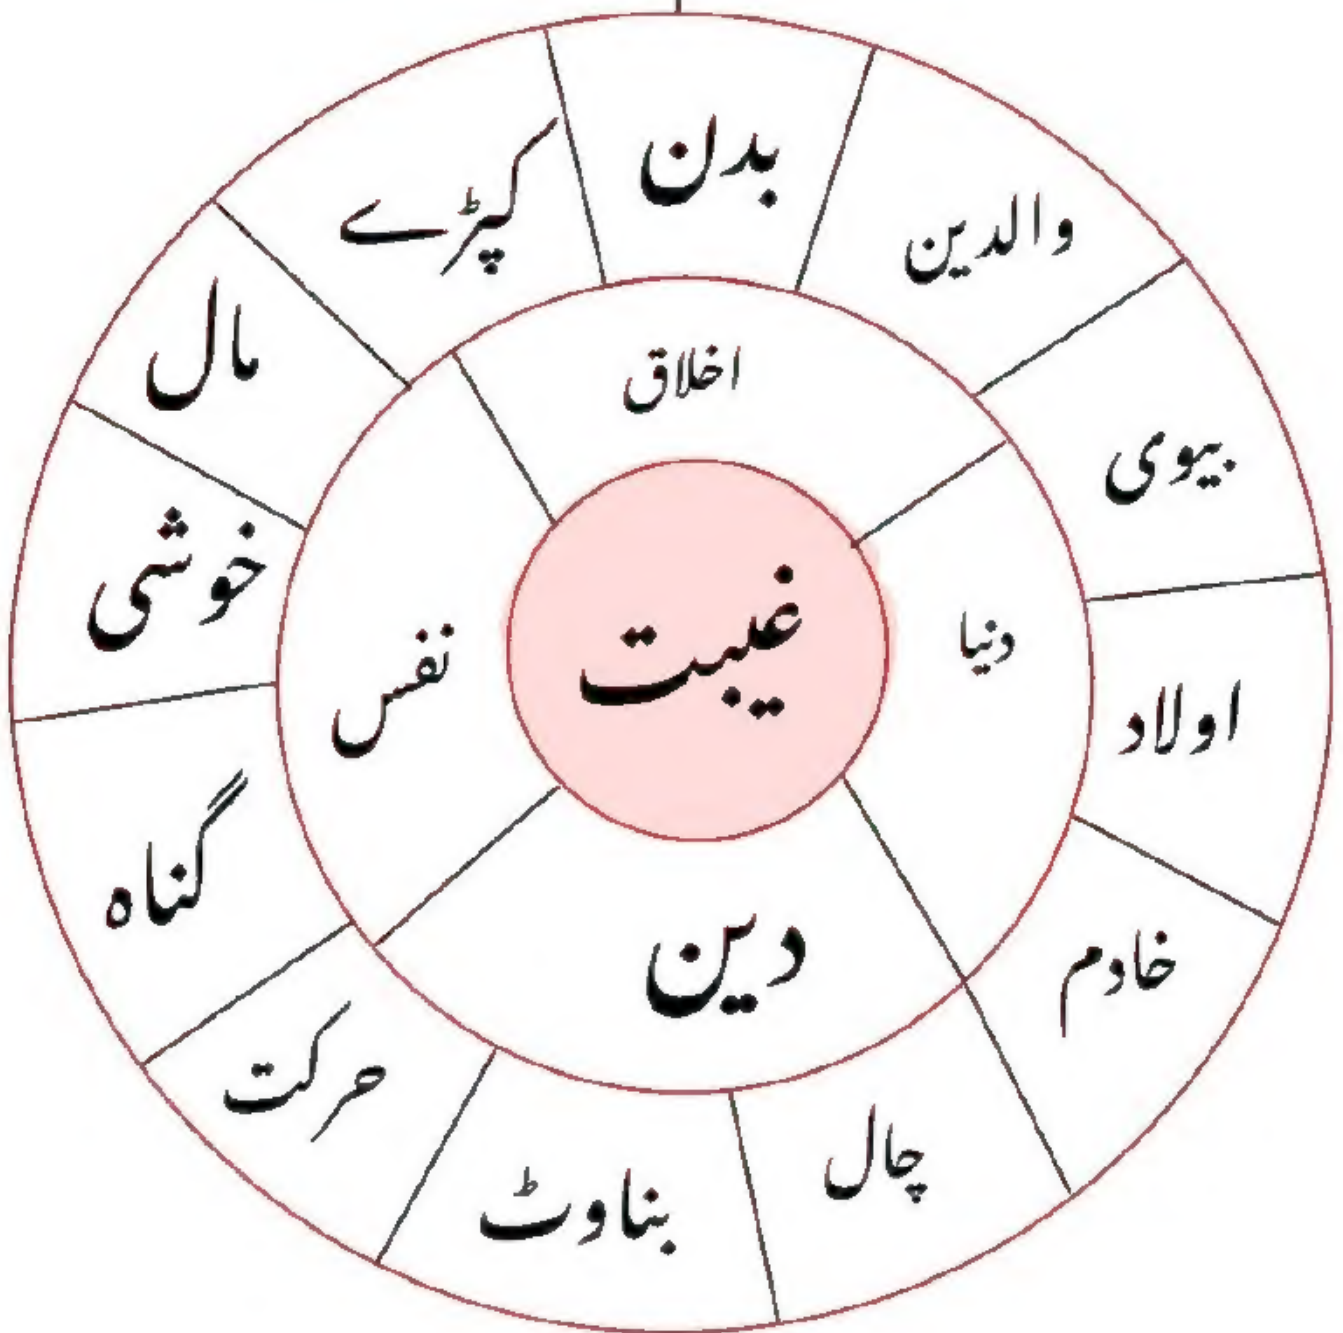 بدن
والدین
بیوی
اولاد
خادم
چال
بناوٹ
حرکت
گناہ
خوشی
مال
کپڑے
اخلاق
دنیا
دین
نفس
غیبت